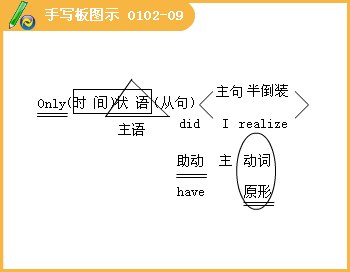 手写板图示 0102-09
主句 半倒装
Only(时 间)状 语(从句)
主语 did I realize
助动 主 动词
have 原形